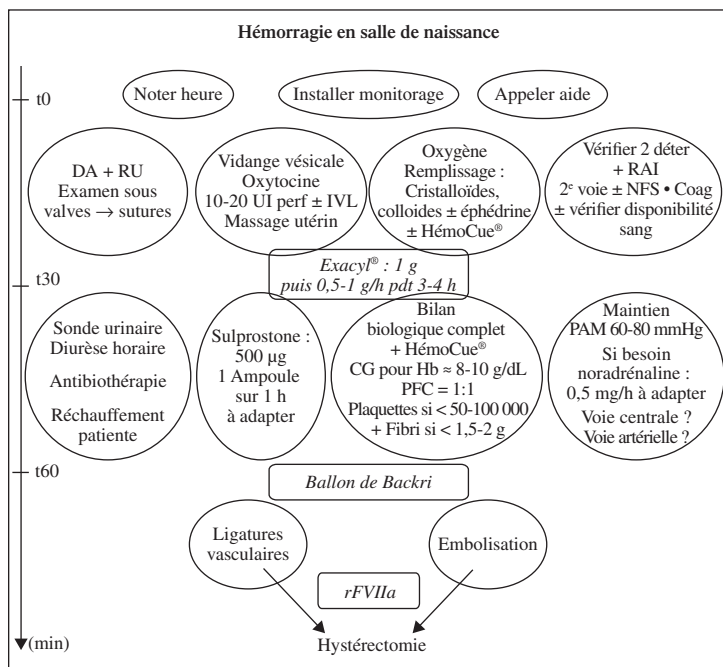 Hémorragie en salle de naissance
t0
Noter heure
Installer monitorage
Appeler aide
DA + RU
Examen sous
valves → sutures
Vidange vésicale
Oxytocine
10-20 UI perf ± IVL
Massage utérin
Oxygène
Remplissage :
Cristalloïdes,
colloides ± éphédrine
± HémoCue®
Vérifier 2 déter
+ RAI
2e voie ± NFS • Coag
± vérifier disponibilité
sang
t30
Exacyl® : 1 g
puis 0,5-1 g/h pdt 3-4 h
Sonde urinaire
Diurèse horaire
Antibiothérapie
Réchauffement
patiente
Sulprostone :
500 µg
1 Ampoule
sur 1 h
à adapter
Bilan
biologique complet
+ HémoCue®
CG pour Hb ≈ 8-10 g/dL
PFC = 1:1
Plaquettes si < 50-100 000
+ Fibri si < 1,5-2 g
Maintien
PAM 60-80 mmHg
Si besoin
noradrénaline :
0,5 mg/h à adapter
Voie centrale ?
Voie artérielle ?
t60
Ballon de Backri
Ligatures
vasculaires
Embolisation
rFVIIa
(min)
Hystérectomie